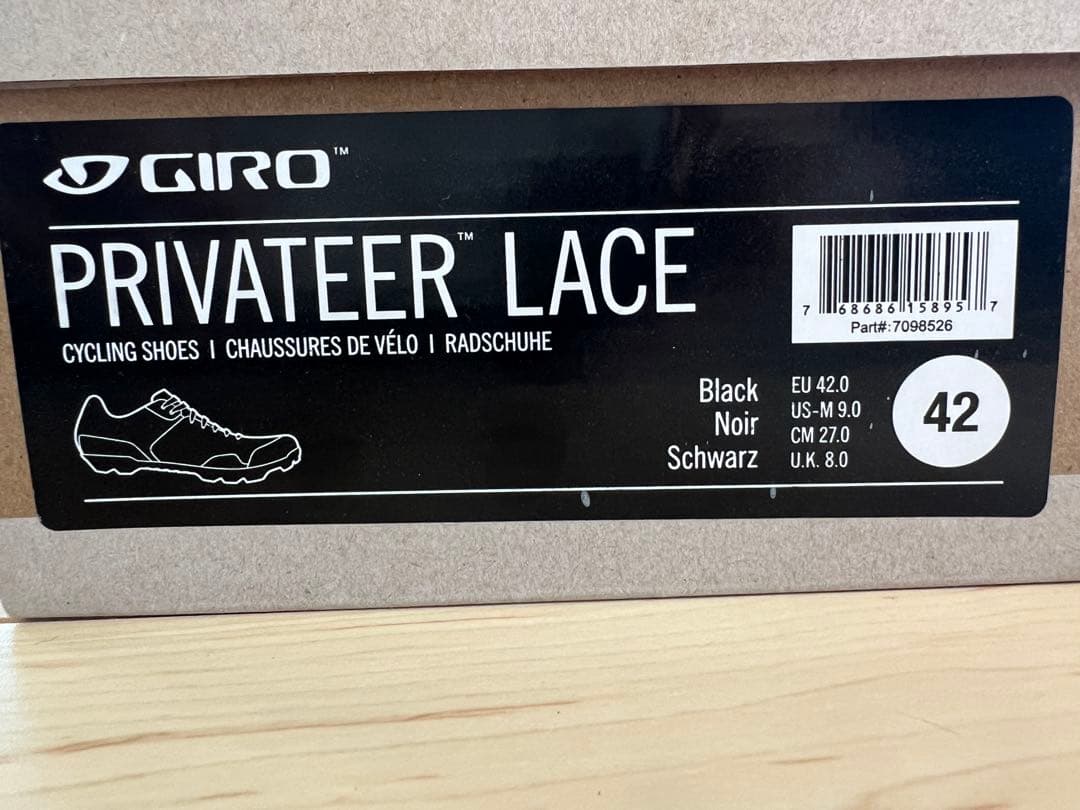 GIRO™
PRIVATEER™ LACE
CYCLING SHOES I CHAUSSURES DE VÉLO I RADSCHUHE
7 68686 15895 7
Part#:7098526
Black
Noir
Schwarz
EU 42.0
US-M 9.0
CM 27.0
U.K. 8.0
42